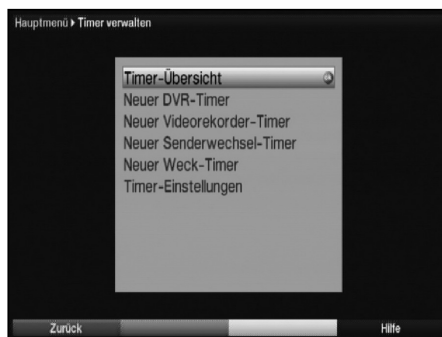 Hauptmenü ▸ Timer verwalten
Timer-Übersicht
Neuer DVR-Timer
Neuer Videorekorder-Timer
Neuer Senderwechsel-Timer
Neuer Weck-Timer
Timer-Einstellungen
Zurück
Hilfe